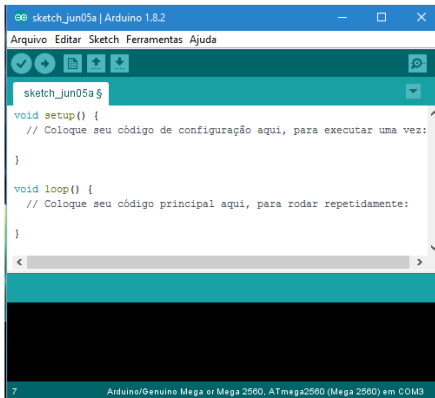 sketch_jun05a | Arduino 1.8.2
Arquivo Editar Sketch Ferramentas Ajuda
sketch_jun05a §
void setup() {
// Coloque seu código de configuração aqui, para executar uma vez:
}
void loop() {
// Coloque seu código principal aqui, para rodar repetidamente:
}
7 Arduino/Genuino Mega or Mega 2560, ATmega2560 (Mega 2560) em COM3